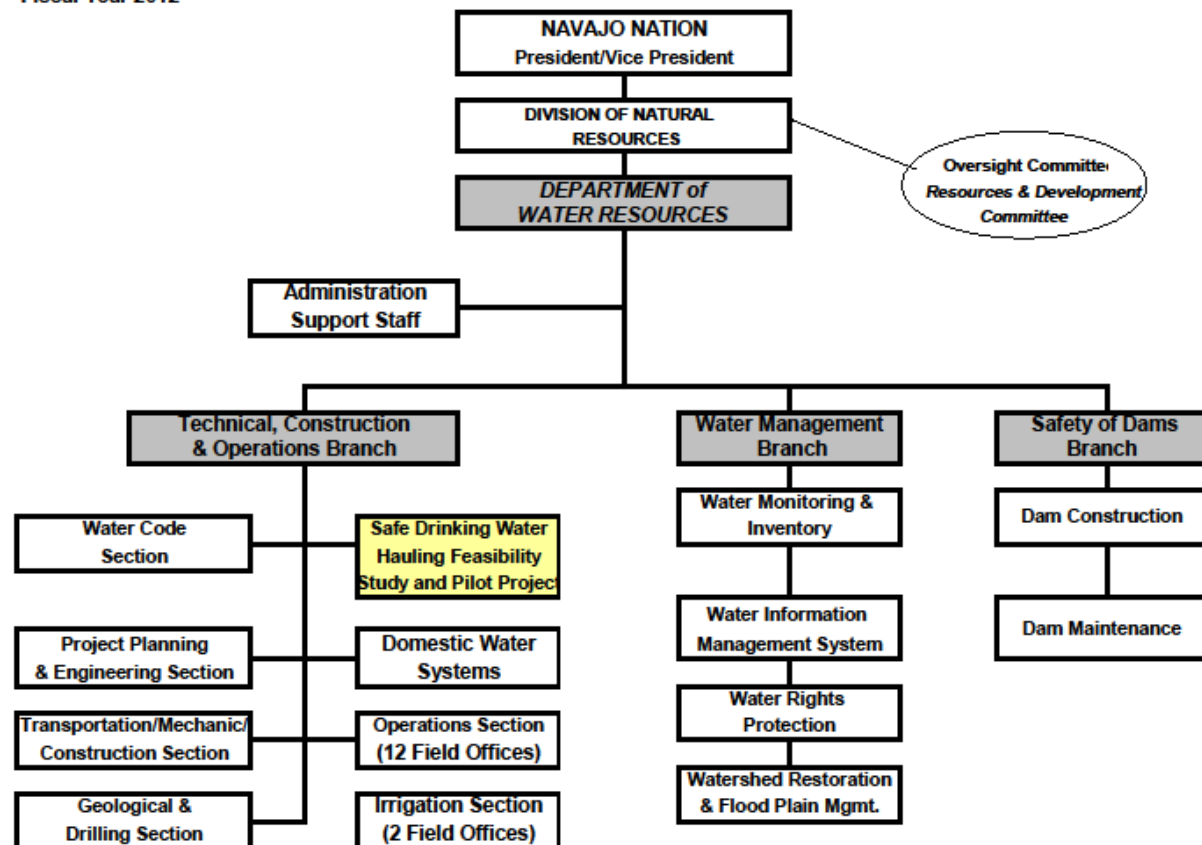 Fiscal Year 2012
NAVAJO NATION
President/Vice President
DIVISION OF NATURAL
RESOURCES
Oversight Committe
Resources & Development
Committee
DEPARTMENT of
WATER RESOURCES
Administration
Support Staff
Technical, Construction
& Operations Branch
Water Management
Branch
Safety of Dams
Branch
Water Code
Section
Safe Drinking Water
Hauling Feasibility
Study and Pilot Project
Water Monitoring &
Inventory
Dam Construction
Project Planning
& Engineering Section
Domestic Water
Systems
Water Information
Management System
Dam Maintenance
Transportation/Mechanic/
Construction Section
Operations Section
(12 Field Offices)
Water Rights
Protection
Geological &
Drilling Section
Irrigation Section
(2 Field Offices)
Watershed Restoration
& Flood Plain Mgmt.